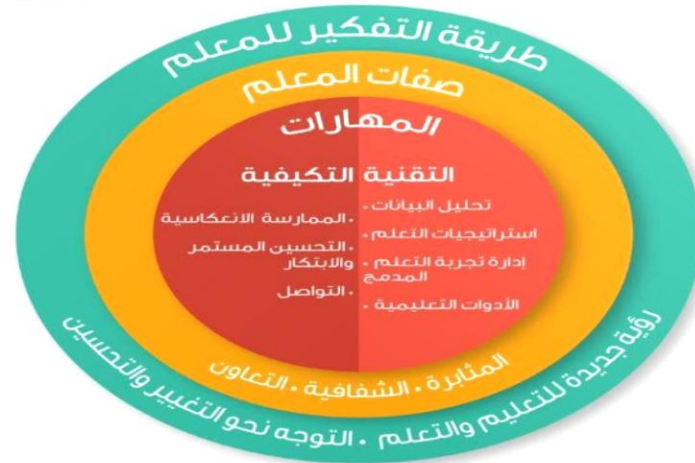 طريقة التفكير للمعلم
صفات المعلم
المهارات
التقنية
• تحليل البيانات
• استراتيجيات التعلم
• إدارة تجربة التعلم
المدمج
• الأدوات التعليمية
التكيفية
• الممارسة الانعكاسية
• التحسين المستمر
والابتكار
• التواصل
المثابرة • الشفافية • التعاون
رؤية جديدة للتعليم والتعلم • التوجه نحو التغيير والتحسين